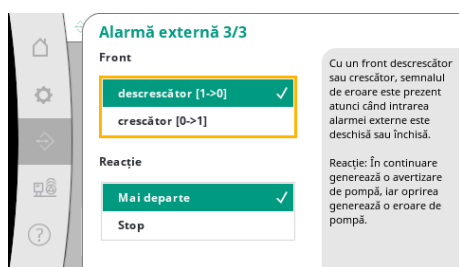 Alarmă externă 3/3
Front
descrescător [1->0]
crescător [0->1]
Reacție
Mai departe
Stop
Cu un front descrescător
sau crescător, semnalul
de eroare este prezent
atunci când intrarea
alarmei externe este
deschisă sau închisă.
Reacție: În continuare
generează o avertizare
de pompă, iar oprirea
generează o eroare de
pompă.